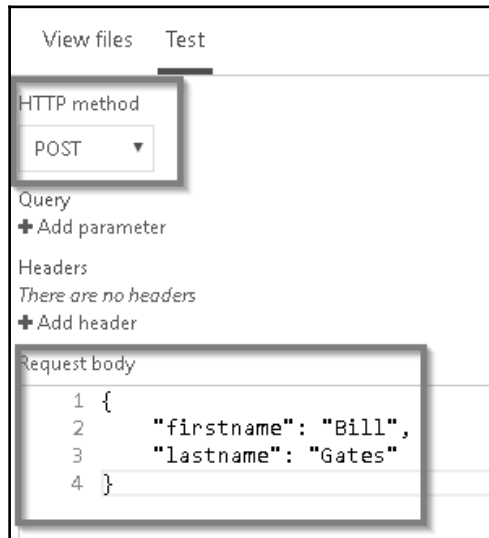 View files Test
HTTP method
POST
Query
+ Add parameter
Headers
There are no headers
+ Add header
Request body
1 {
2 "firstname": "Bill",
3 "lastname": "Gates"
4 }